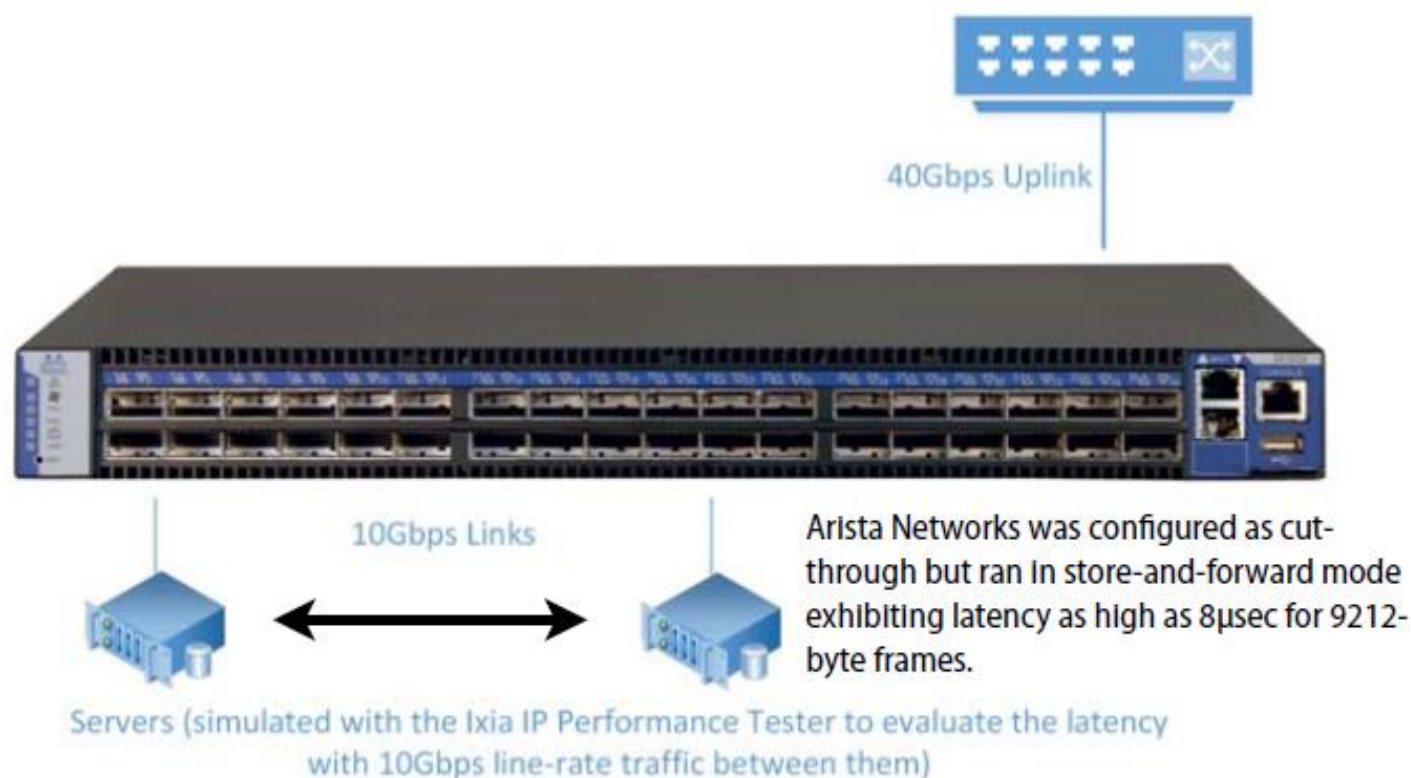 40Gbps Uplink
CONSOLE
10Gbps Links
Arista Networks was configured as cut-
through but ran in store-and-forward mode
exhibiting latency as high as 8µsec for 9212-
byte frames.
Servers (simulated with the Ixia IP Performance Tester to evaluate the latency
with 10Gbps line-rate traffic between them)